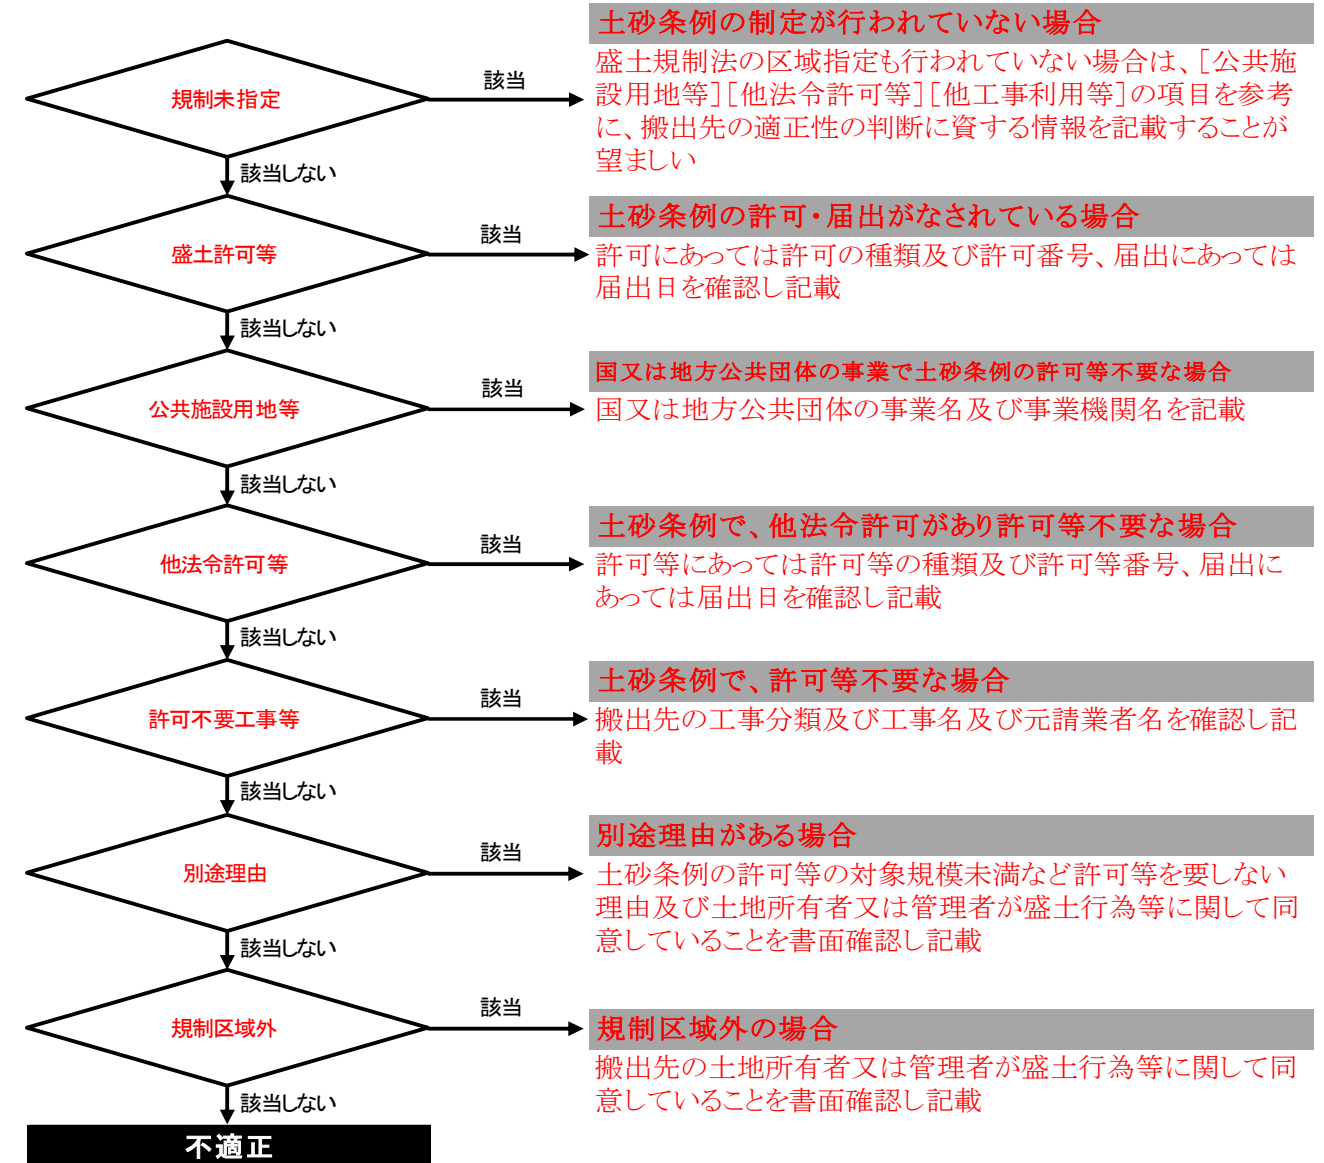 土砂条例の制定が行われていない場合
規制未指定
該当
盛土規制法の区域指定も行われていない場合は、[公共施
設用地等][他法令許可等][他工事利用等]の項目を参考
に、搬出先の適正性の判断に資する情報を記載することが
望ましい
該当しない
土砂条例の許可・届出がなされている場合
盛土許可等
該当
許可にあっては許可の種類及び許可番号、届出にあっては
届出日を確認し記載
該当しない
国又は地方公共団体の事業で土砂条例の許可等不要な場合
公共施設用地等
該当
国又は地方公共団体の事業名及び事業機関名を記載
該当しない
土砂条例で、他法令許可があり許可等不要な場合
他法令許可等
該当
許可等にあっては許可等の種類及び許可等番号、届出に
あっては届出日を確認し記載
該当しない
土砂条例で、許可等不要な場合
許可不要工事等
該当
搬出先の工事分類及び工事名及び元請業者名を確認し記
載
該当しない
別途理由がある場合
別途理由
該当
土砂条例の許可等の対象規模未満など許可等を要しない
理由及び土地所有者又は管理者が盛土行為等に関して同
意していることを書面確認し記載
該当しない
規制区域外の場合
規制区域外
該当
搬出先の土地所有者又は管理者が盛土行為等に関して同
意していることを書面確認し記載
該当しない
不適正